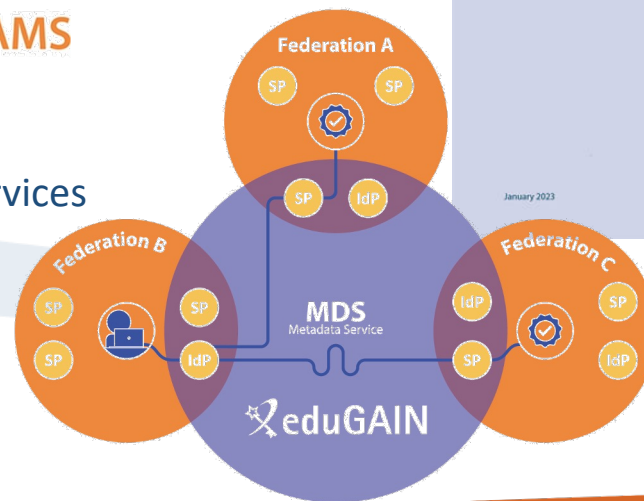 AMS
rvices
January 2023
Federation A
SP
SP
SP
IdP
Federation B
SP
SP
SP
IdP
MDS
Metadata Service
eduGAIN
Federation C
IdP
SP
SP
IdP